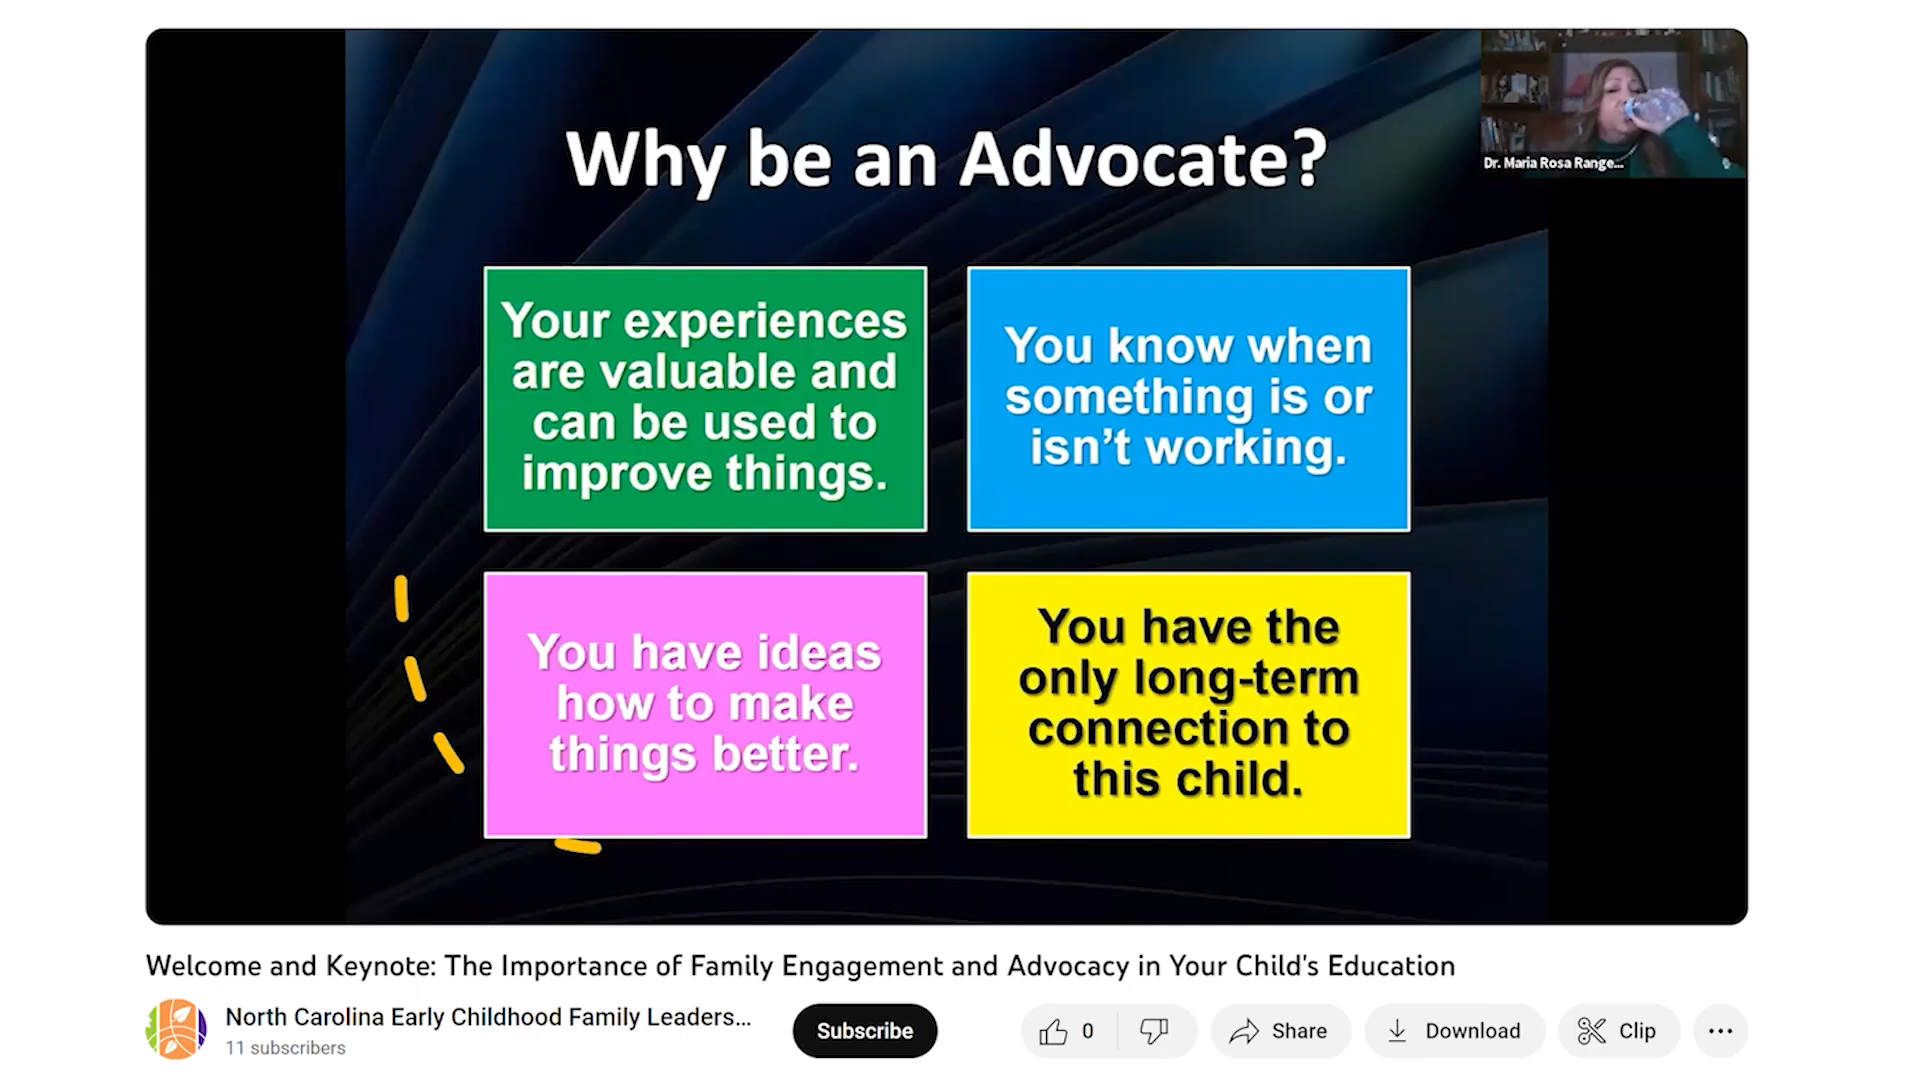 Why be an Advocate?
Dr. Maria Rosa Range...
Your experiences
are valuable and
can be used to
improve things.
You know when
something is or
isn't working.
You have ideas
how to make
things better.
You have the
only long-term
connection to
this child.
Welcome and Keynote: The Importance of Family Engagement and Advocacy in Your Child's Education
North Carolina Early Childhood Family Leaders...
11 subscribers
Subscribe
0
Share
Download
Clip